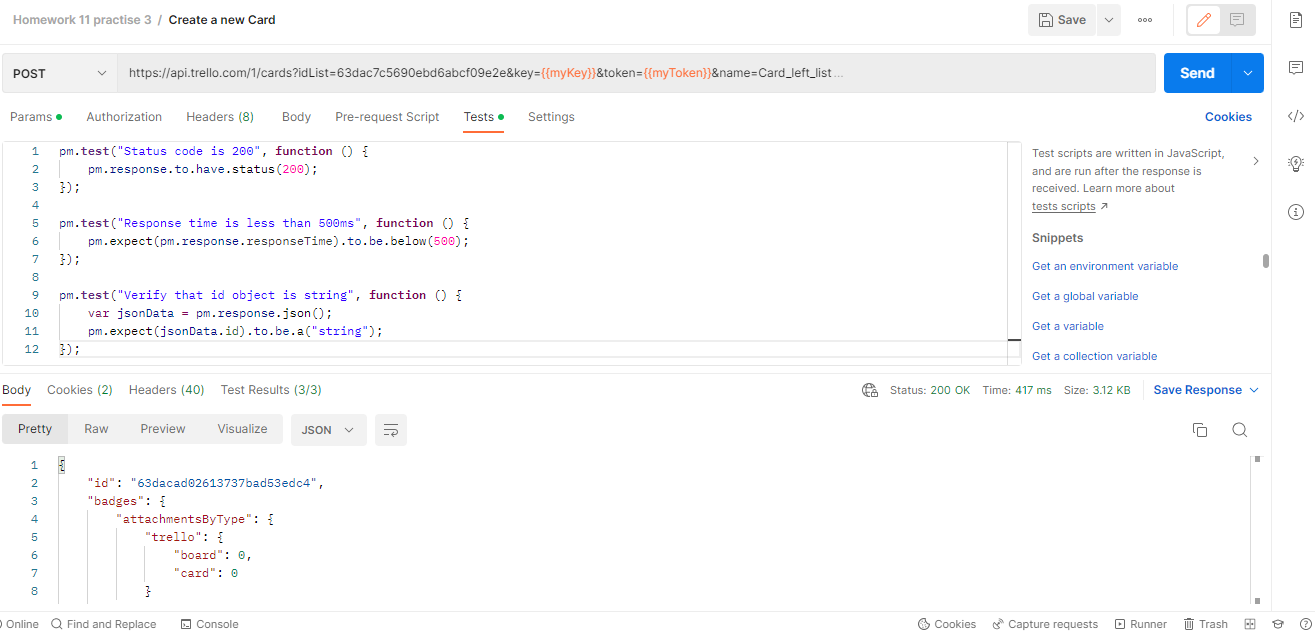 Homework 11 practise 3 / Create a new Card
Save
POST
https://api.trello.com/1/cards?idList=63dac7c5690ebd6abcf09e2e&key={{myKey}}&token={{myToken}}&name=Card_left_list ...
Send
Params Authorization Headers (8) Body Pre-request Script Tests Settings
Cookies
1 pm.test("Status code is 200", function () {
2 pm.response.to.have.status(200);
3 });
4
5 pm.test("Response time is less than 500ms", function () {
6 pm.expect(pm.response.responseTime).to.be.below(500);
7 });
8
9 pm.test("Verify that id object is string", function () {
10 var jsonData = pm.response.json();
11 pm.expect(jsonData.id).to.be.a("string");
12 });
Test scripts are written in JavaScript,
and are run after the response is
received. Learn more about
tests scripts ↗
Snippets
Get an environment variable
Get a global variable
Get a variable
Get a collection variable
Body Cookies (2) Headers (40) Test Results (3/3)
Status: 200 OK Time: 417 ms Size: 3.12 KB Save Response
Pretty Raw Preview Visualize JSON
1 {
2 "id": "63dacad02613737bad53edc4",
3 "badges": {
4 "attachmentsByType": {
5 "trello": {
6 "board": 0,
7 "card": 0
8 }
Online Find and Replace Console
Cookies Capture requests Runner Trash